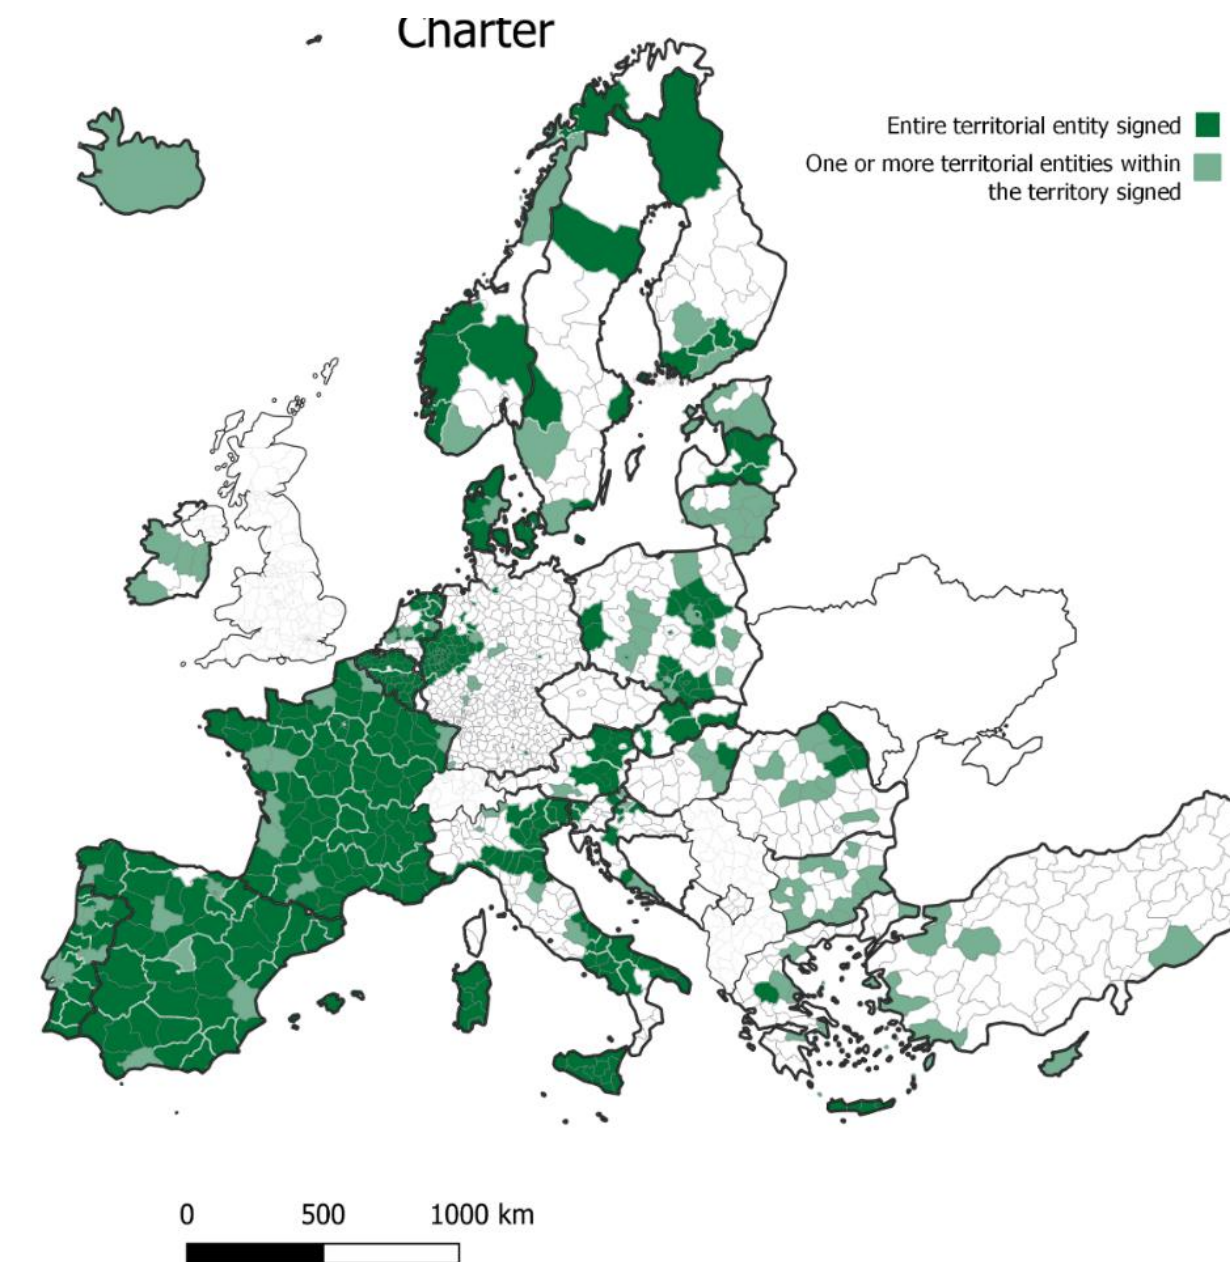 Charter
Entire territorial entity signed
One or more territorial entities within
the territory signed
0 500 1000 km